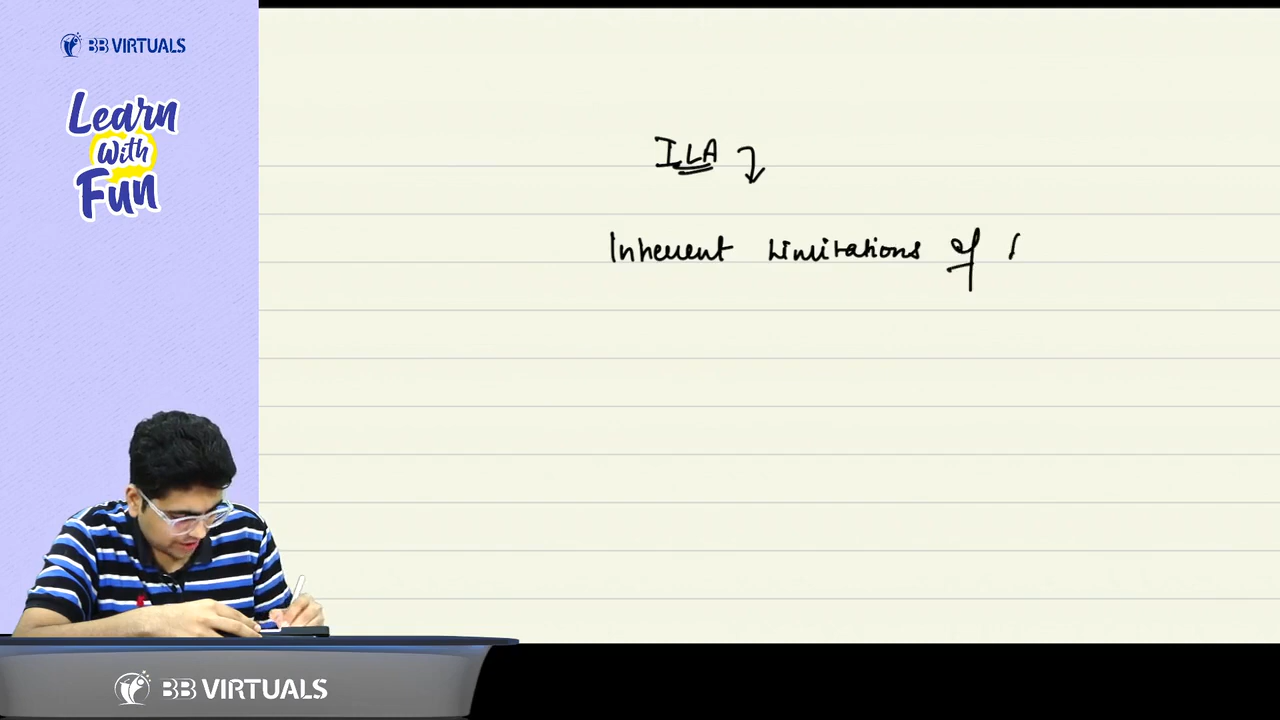 BB VIRTUALS
Learn
With
Fun
ILA
Inherent Limitations of
BB VIRTUALS